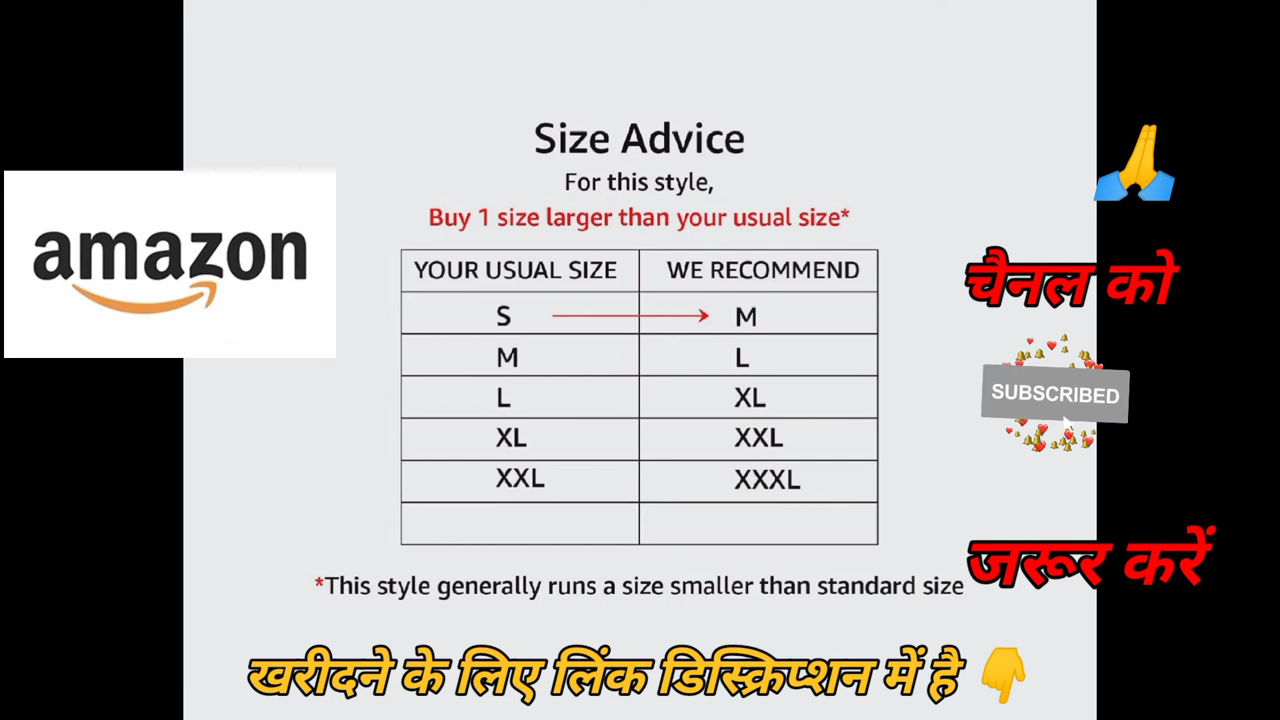 Size Advice
For this style,
Buy 1 size larger than your usual size*
amazon
YOUR USUAL SIZE WE RECOMMEND
S M
M L
L XL
XL XXL
XXL XXXL
*This style generally runs a size smaller than standard size
चैनल को
SUBSCRIBED
जरूर करें
खरीदने के लिए लिंक डिस्क्रिप्शन में है